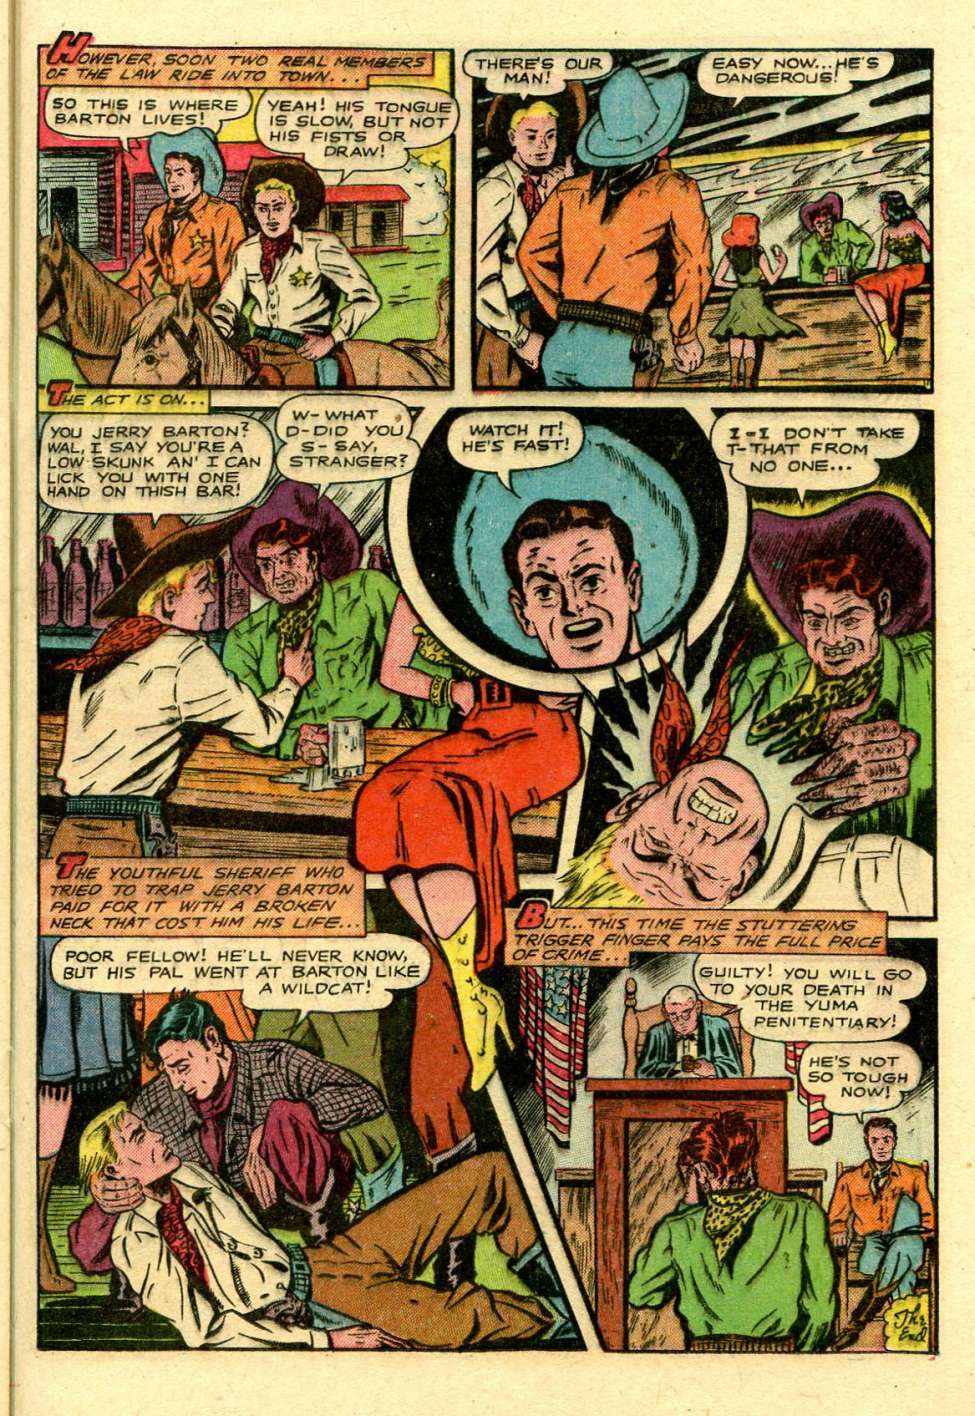 HOWEVER, SOON TWO REAL MEMBERS
OF THE LAW RIDE INTO TOWN...
SO THIS IS WHERE
BARTON LIVES!
YEAH! HIS TONGUE
IS SLOW, BUT NOT
HIS FISTS OR
DRAW!
THERE'S OUR
MAN!
EASY NOW...HE'S
DANGEROUS!
THE ACT IS ON...
YOU JERRY BARTON?
WAL, I SAY YOU'RE A
LOW SKUNK AN' I CAN
LICK YOU WITH ONE
HAND ON THISH BAR!
W-WHAT
D-DID YOU
S-SAY,
STRANGER?
WATCH IT!
HE'S FAST!
I-I DON'T TAKE
T-THAT FROM
NO ONE...
THE YOUTHFUL SHERIFF WHO
TRIED TO TRAP JERRY BARTON
PAID FOR IT WITH A BROKEN
NECK THAT COST HIM HIS LIFE...
POOR FELLOW! HE'LL NEVER KNOW,
BUT HIS PAL WENT AT BARTON LIKE
A WILDCAT!
BUT...THIS TIME THE STUTTERING
TRIGGER FINGER PAYS THE FULL PRICE
OF CRIME...
GUILTY! YOU WILL GO
TO YOUR DEATH IN
THE YUMA
PENITENTIARY!
HE'S NOT
SO TOUGH
NOW!
The
End